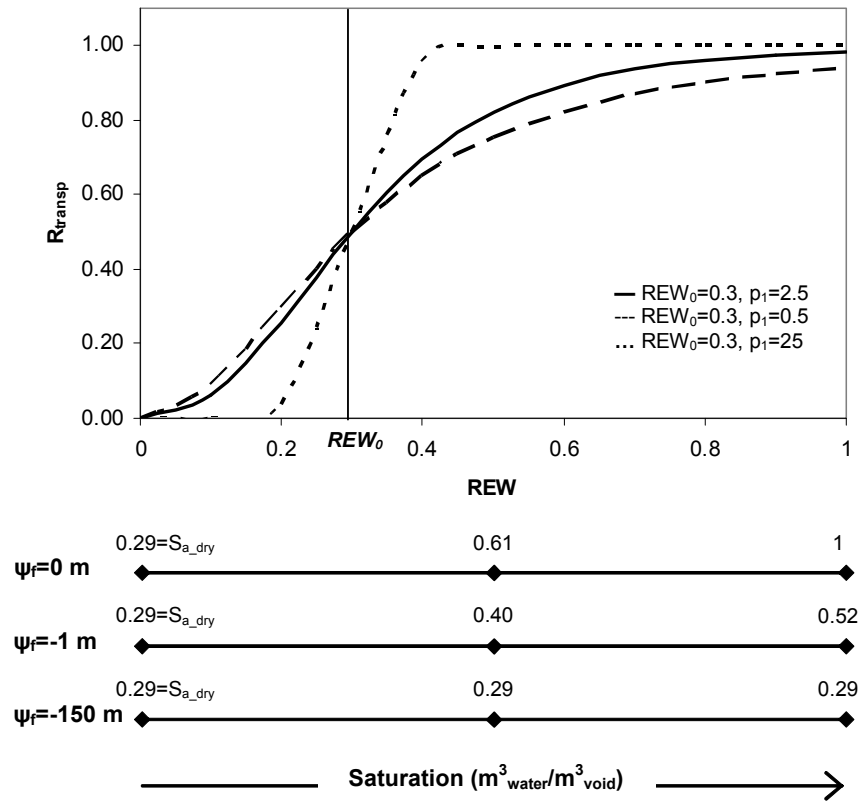 1.00
0.80
0.60
0.40
0.20
0.00
R_transp
REW₀=0.3, p₁=2.5
REW₀=0.3, p₁=0.5
REW₀=0.3, p₁=25
0 0.2 REW₀ 0.4 0.6 0.8 1
REW
0.29=S_a_dry 0.61 1
ψf=0 m
0.29=S_a_dry 0.40 0.52
ψf=-1 m
0.29=S_a_dry 0.29 0.29
ψf=-150 m
Saturation (m³water/m³void)